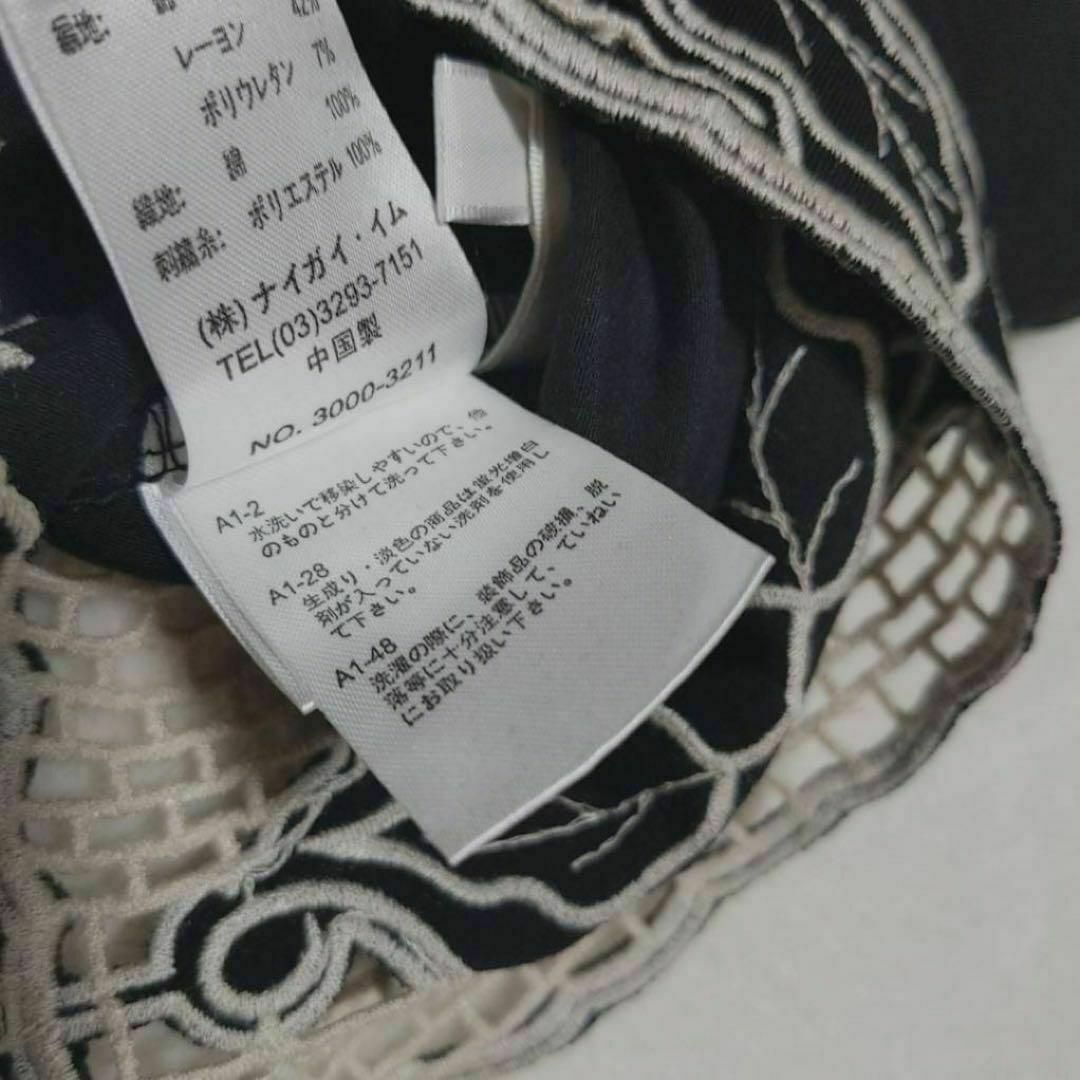 42%
レーヨン
ポリウレタン 7%
100%
綿
刺繍糸: ポリエステル 100%
(株)ナイガイ・イム
TEL(03)3293-7151
中国製
NO. 3000-3211
A1-2
水洗いで移染しやすいので、他
のものと分けて洗って下さい。
A1-28
生成り・淡色の商品は蛍光増白
剤が入っていない洗剤を使用し
て下さい。
A1-48
洗濯の際に、装飾品の破損、脱
落等に十分注意して、ていねい
にお取り扱い下さい。